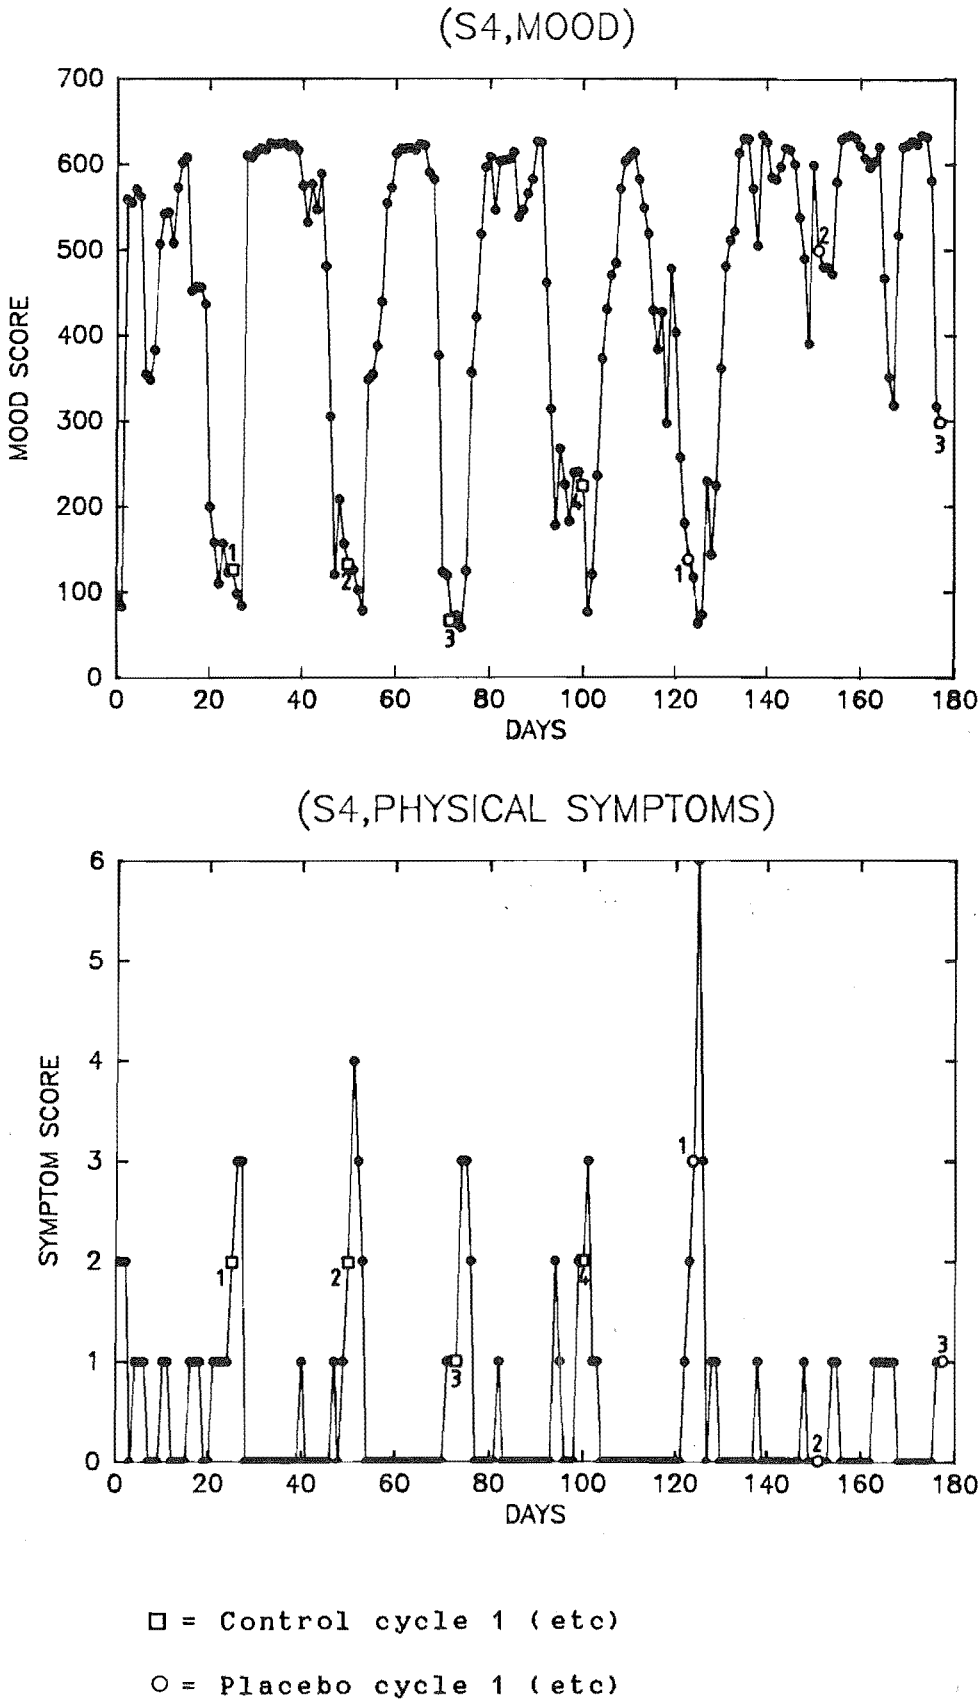 (S4,MOOD)
700
600
500
400
300
200
100
0
MOOD SCORE
1
2
3
4
1
2
3
0 20 40 60 80 100 120 140 160 180
DAYS
(S4,PHYSICAL SYMPTOMS)
6
5
4
3
2
1
0
SYMPTOM SCORE
1
2
3
4
1
2
3
0 20 40 60 80 100 120 140 160 180
DAYS
□ = Control cycle 1 (etc)
○ = Placebo cycle 1 (etc)